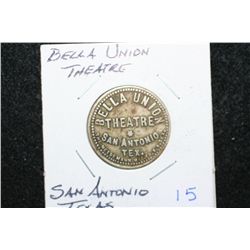 BELLA UNION
THEATRE
BELLA UNION
THEATRE
SAN ANTONIO
TEX.
SAN ANTONIO
TEXAS
15